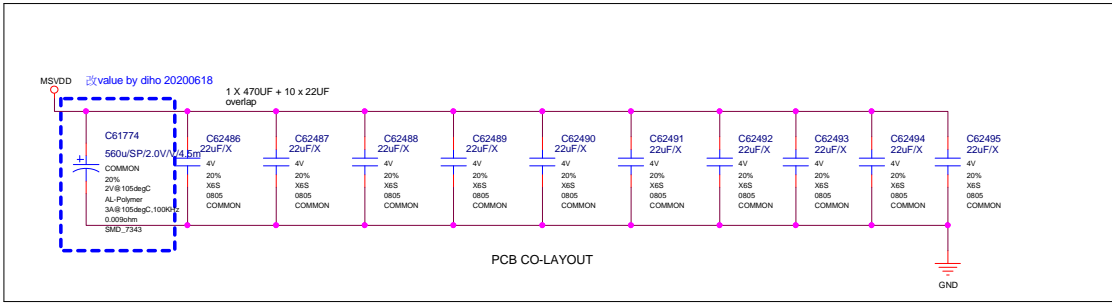 MSVDD
改value by diho 20200618
1 X 470UF + 10 x 22UF
overlap
C61774
560u/SP/2.0V/V/4.5m
COMMON
20%
2V@105degC
AL-Polymer
3A@105degC,100KHz
0.009ohm
SMD_7343
C62486
22uF/X
4V
20%
X6S
0805
COMMON
C62487
22uF/X
4V
20%
X6S
0805
COMMON
C62488
22uF/X
4V
20%
X6S
0805
COMMON
C62489
22uF/X
4V
20%
X6S
0805
COMMON
C62490
22uF/X
4V
20%
X6S
0805
COMMON
C62491
22uF/X
4V
20%
X6S
0805
COMMON
C62492
22uF/X
4V
20%
X6S
0805
COMMON
C62493
22uF/X
4V
20%
X6S
0805
COMMON
C62494
22uF/X
4V
20%
X6S
0805
COMMON
C62495
22uF/X
4V
20%
X6S
0805
COMMON
PCB CO-LAYOUT
GND